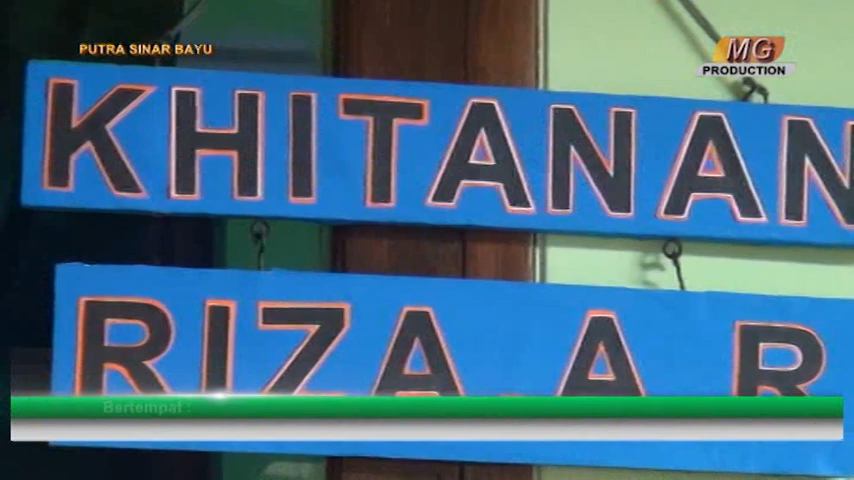 PUTRA SINAR BAYU
MG
PRODUCTION
KHITANAN
RIZA.A.R
Bertempat :